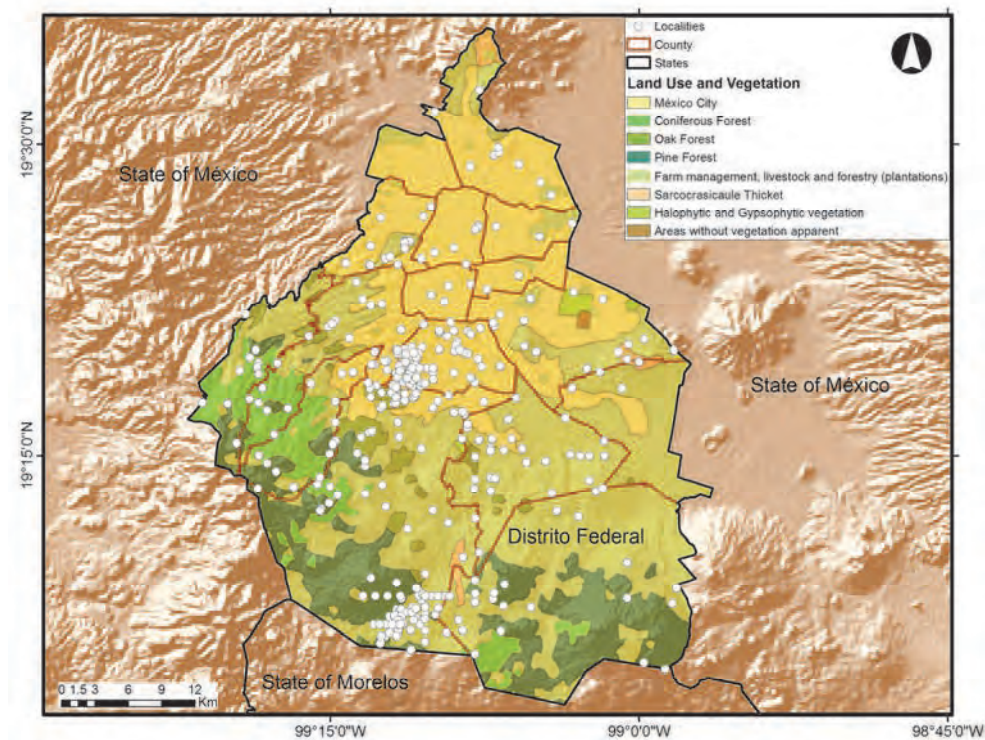 Localities
County
States
Land Use and Vegetation
México City
Coniferous Forest
Oak Forest
Pine Forest
Farm management, livestock and forestry (plantations)
Sarcocrasicaule Thicket
Halophytic and Gypsophytic vegetation
Areas without vegetation apparent
19°30'0"N
State of México
State of México
19°15'0"N
Distrito Federal
State of Morelos
0 1.5 3 6 9 12
Km
99°15'0"W
99°0'0"W
98°45'0"W